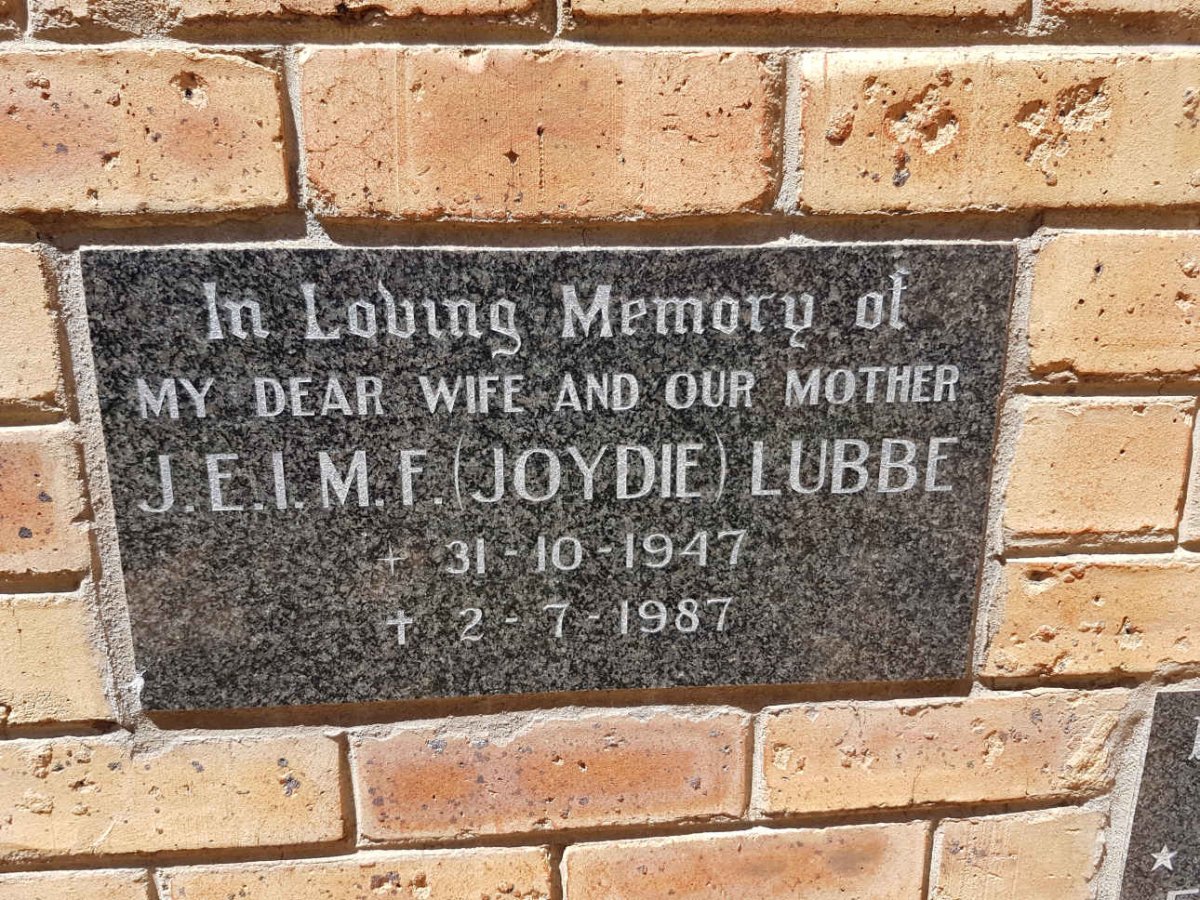 In Loving Memory of
MY DEAR WIFE AND OUR MOTHER
J.E.I.M.F. (JOYDIE) LUBBE
+ 31-10-1947
✝ 2-7-1987